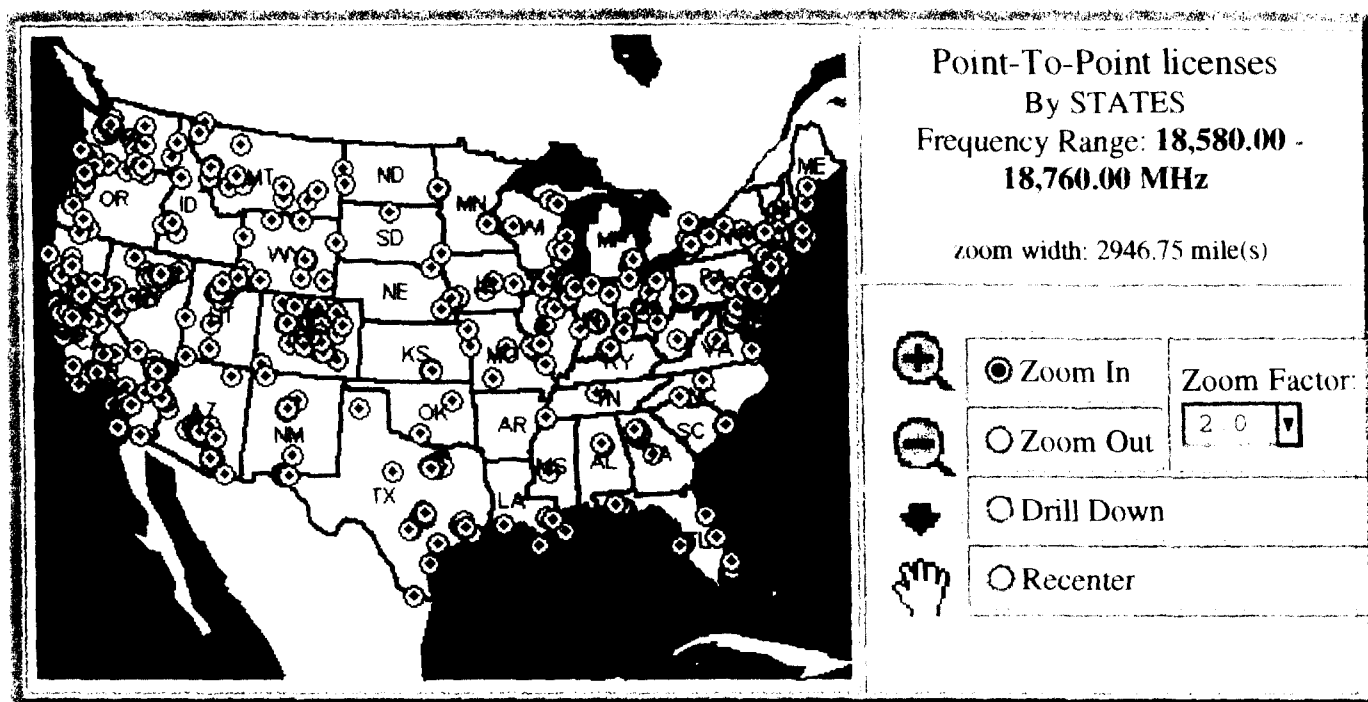 Point-To-Point licenses
By STATES
Frequency Range: 18,580.00 -
18,760.00 MHz
zoom width: 2946.75 mile(s)
Zoom In
Zoom Factor:
2.0
Zoom Out
Drill Down
Recenter
ME
MT
ND
OR
ID
MN
SD
WI
MI
WY
NE
IA
PA
UT
KS
MO
KY
VA
AZ
NM
OK
AR
TN
NC
SC
MS
AL
TX
LA